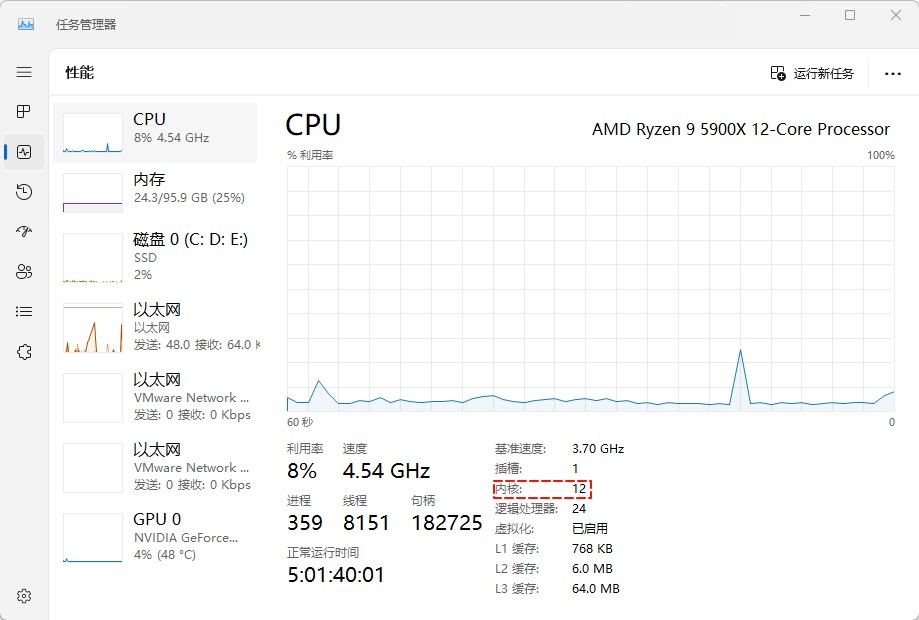 任务管理器
性能
运行新任务
CPU
8% 4.54 GHz
内存
24.3/95.9 GB (25%)
磁盘 0 (C: D: E:)
SSD
2%
以太网
以太网
发送: 48.0 接收: 64.0 K
以太网
VMware Network ...
发送: 0 接收: 0 Kbps
以太网
VMware Network ...
发送: 0 接收: 0 Kbps
GPU 0
NVIDIA GeForce...
4% (48 °C)
CPU
AMD Ryzen 9 5900X 12-Core Processor
% 利用率
100%
60 秒
0
利用率
速度
8%
4.54 GHz
进程
线程
句柄
359
8151
182725
正常运行时间
5:01:40:01
基准速度: 3.70 GHz
插槽: 1
内核: 12
逻辑处理器: 24
虚拟化: 已启用
L1 缓存: 768 KB
L2 缓存: 6.0 MB
L3 缓存: 64.0 MB